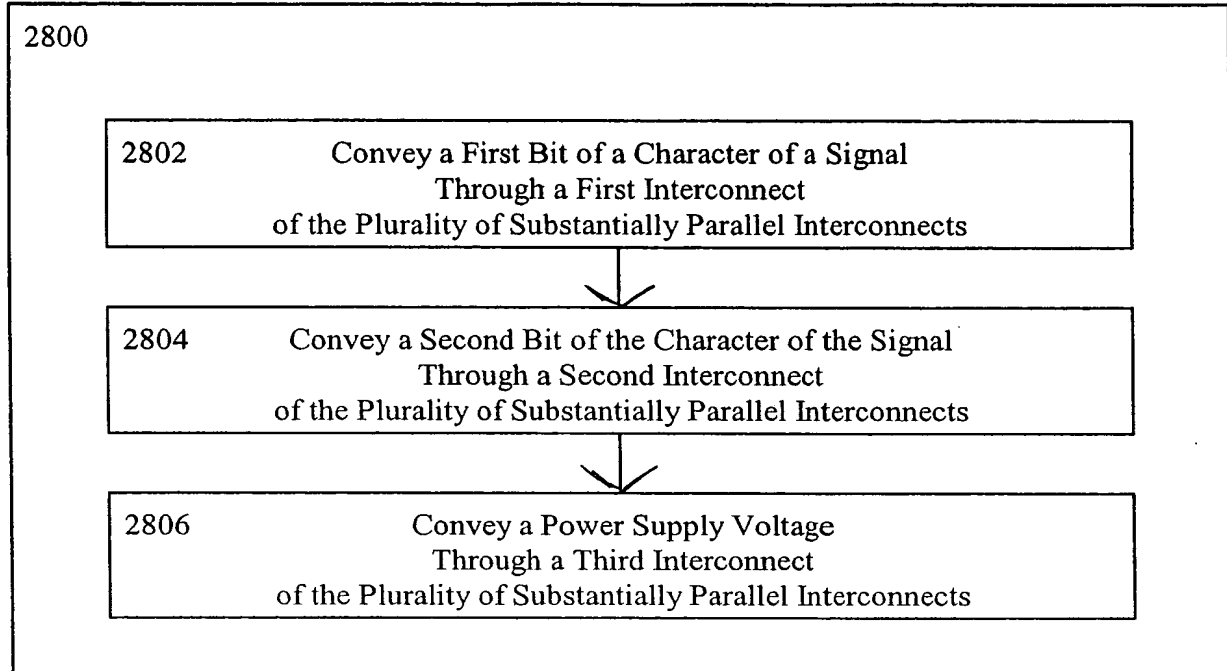 2800
2802 Convey a First Bit of a Character of a Signal
Through a First Interconnect
of the Plurality of Substantially Parallel Interconnects
2804 Convey a Second Bit of the Character of the Signal
Through a Second Interconnect
of the Plurality of Substantially Parallel Interconnects
2806 Convey a Power Supply Voltage
Through a Third Interconnect
of the Plurality of Substantially Parallel Interconnects